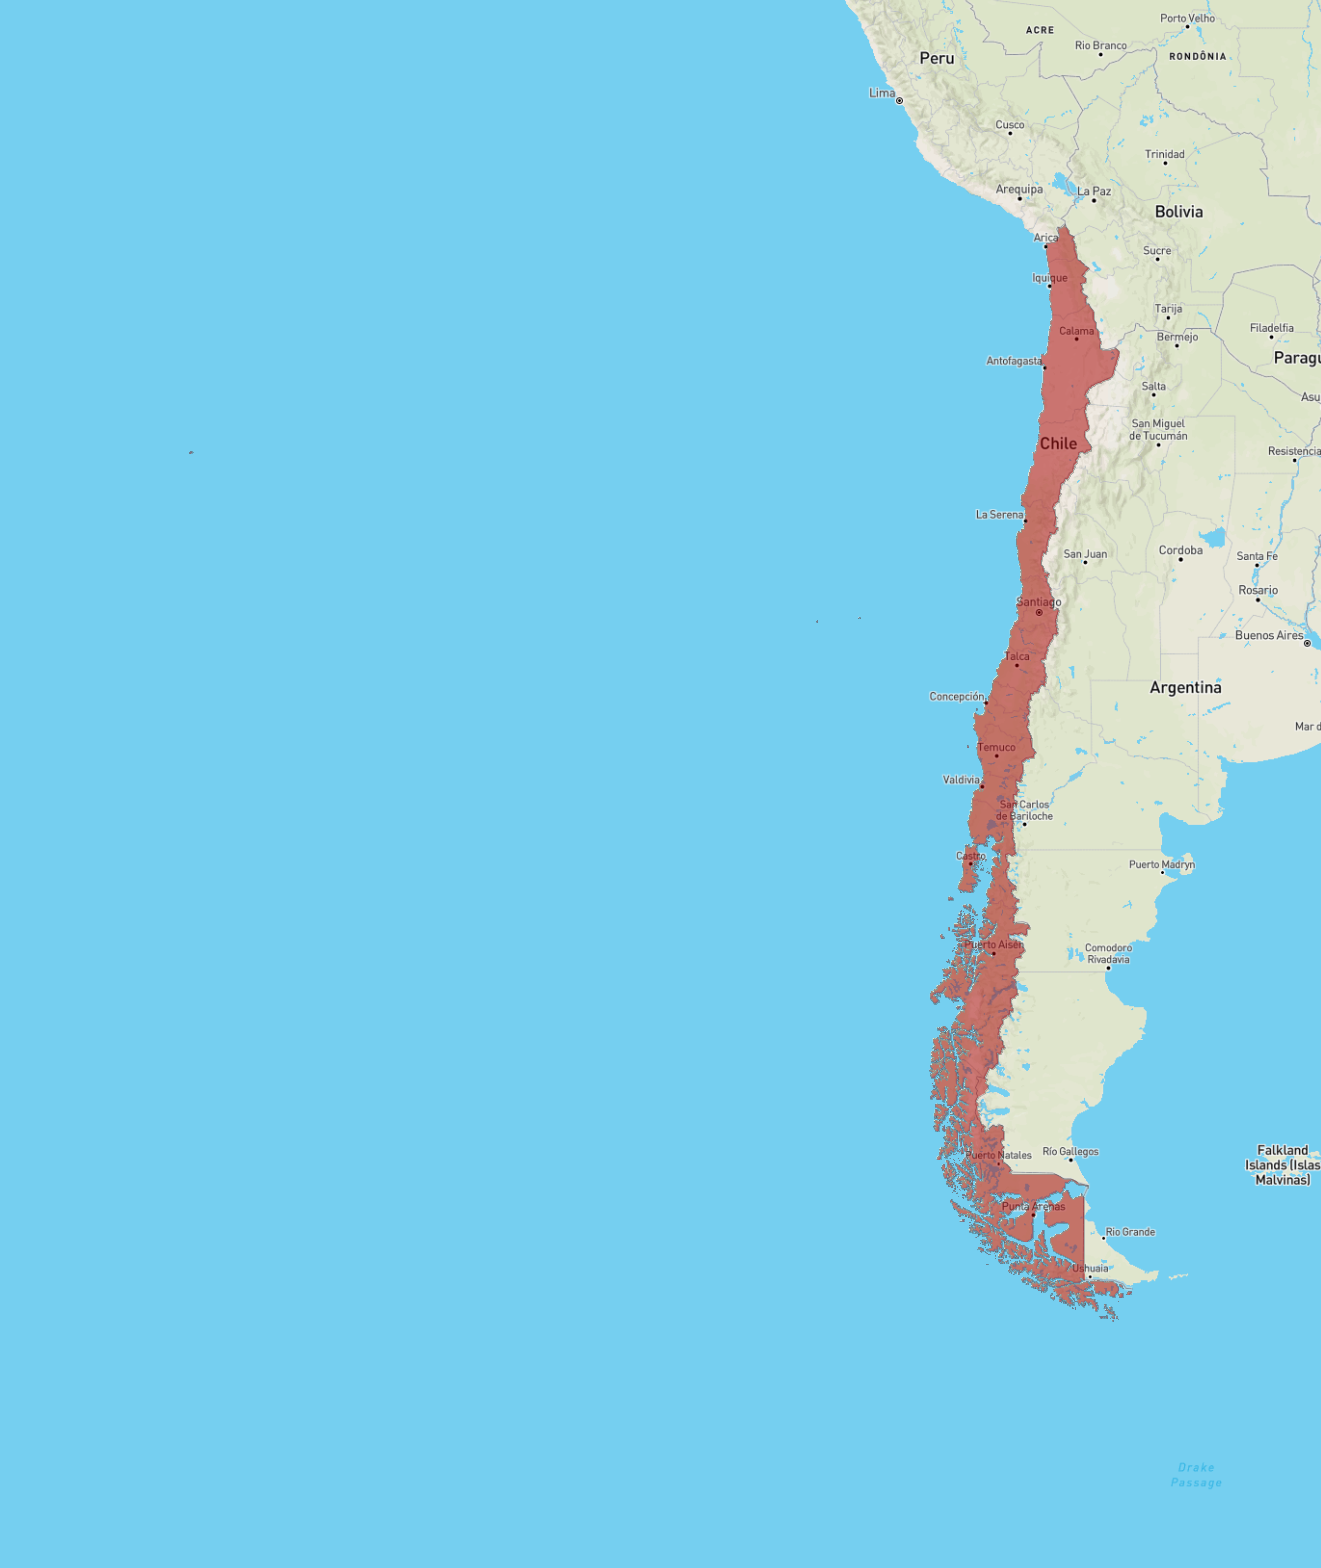 Porto Velho
ACRE
Rio Branco
RONDÔNIA
Peru
Lima
Cusco
Trinidad
Arequipa
La Paz
Bolivia
Arica
Sucre
Iquique
Tarija
Calama
Filadelfia
Bermejo
Antofagasta
Paragu
Salta
Asu
San Miguel
de Tucumán
Chile
Resistencia
La Serena
San Juan
Cordoba
Santa Fe
Rosario
Santiago
Buenos Aires
Talca
Argentina
Concepción
Mar d
Temuco
Valdivia
San Carlos
de Bariloche
Castro
Puerto Madryn
Puerto Aisén
Comodoro
Rivadavia
Falkland
Islands (Islas
Malvinas)
Puerto Natales
Río Gallegos
Punta Arenas
Rio Grande
Ushuaia
Drake
Passage